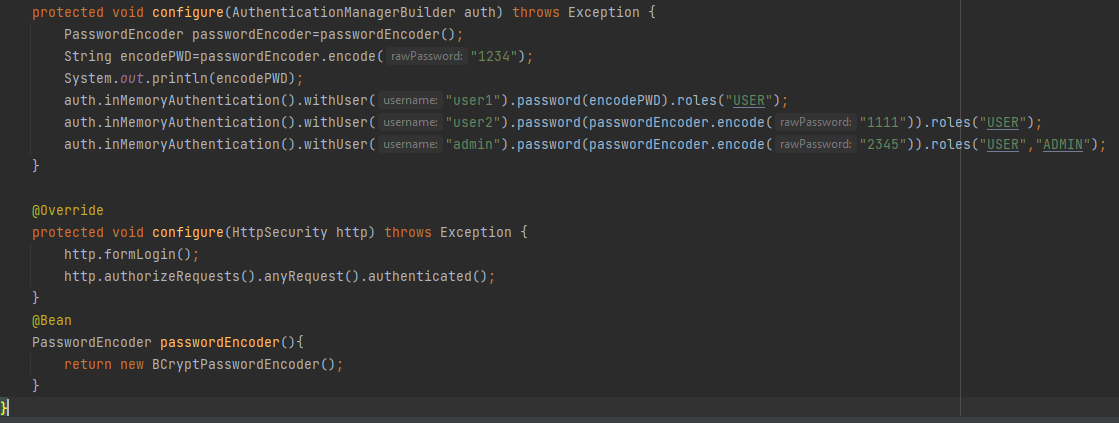 protected void configure(AuthenticationManagerBuilder auth) throws Exception {
PasswordEncoder passwordEncoder=passwordEncoder();
String encodePWD=passwordEncoder.encode( rawPassword: "1234");
System.out.println(encodePWD);
auth.inMemoryAuthentication().withUser( username: "user1").password(encodePWD).roles("USER");
auth.inMemoryAuthentication().withUser( username: "user2").password(passwordEncoder.encode( rawPassword: "1111")).roles("USER");
auth.inMemoryAuthentication().withUser( username: "admin").password(passwordEncoder.encode( rawPassword: "2345")).roles("USER","ADMIN");
}
@Override
protected void configure(HttpSecurity http) throws Exception {
http.formLogin();
http.authorizeRequests().anyRequest().authenticated();
}
@Bean
PasswordEncoder passwordEncoder(){
return new BCryptPasswordEncoder();
}
}